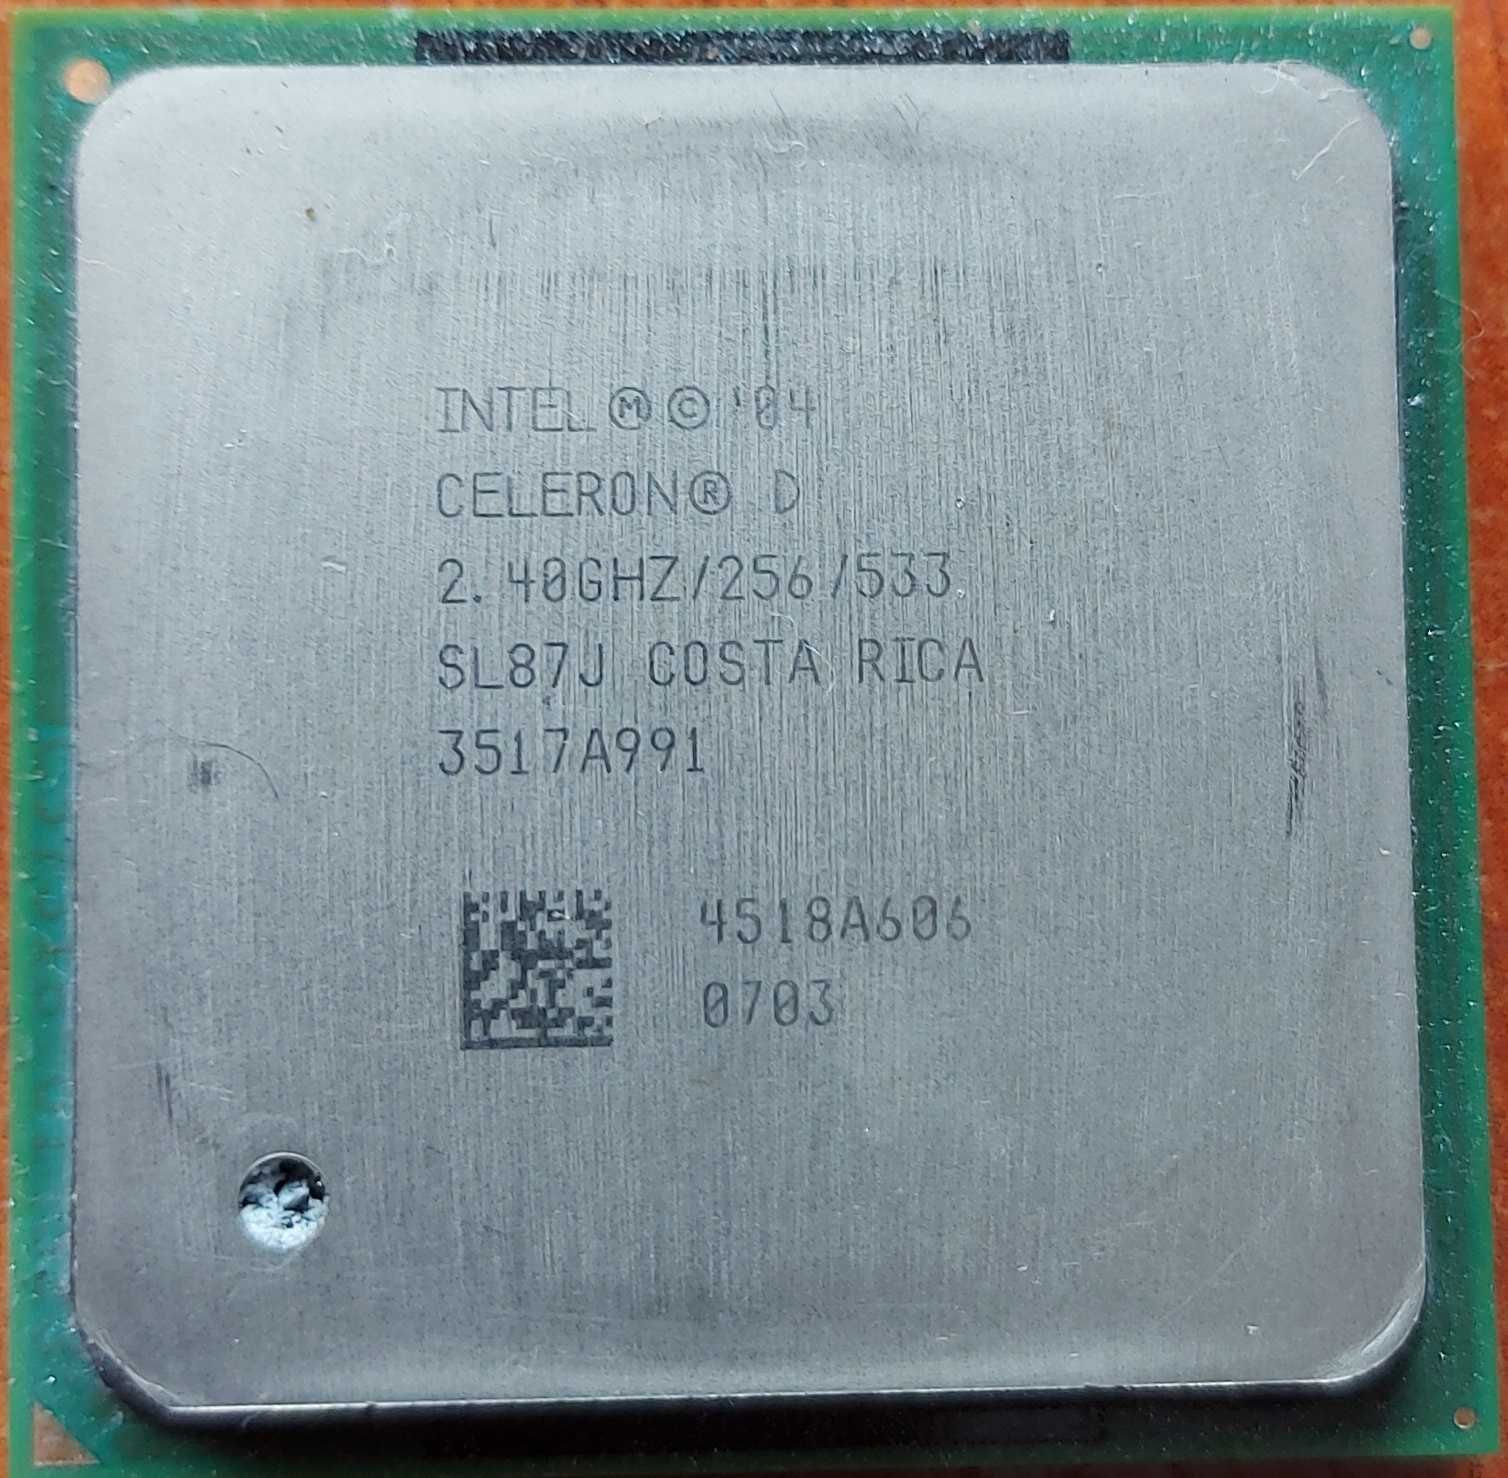 INTEL Ⓜ © '04
CELERON® D
2.40GHZ/256/533
SL87J COSTA RICA
3517A991
4518A606
0703